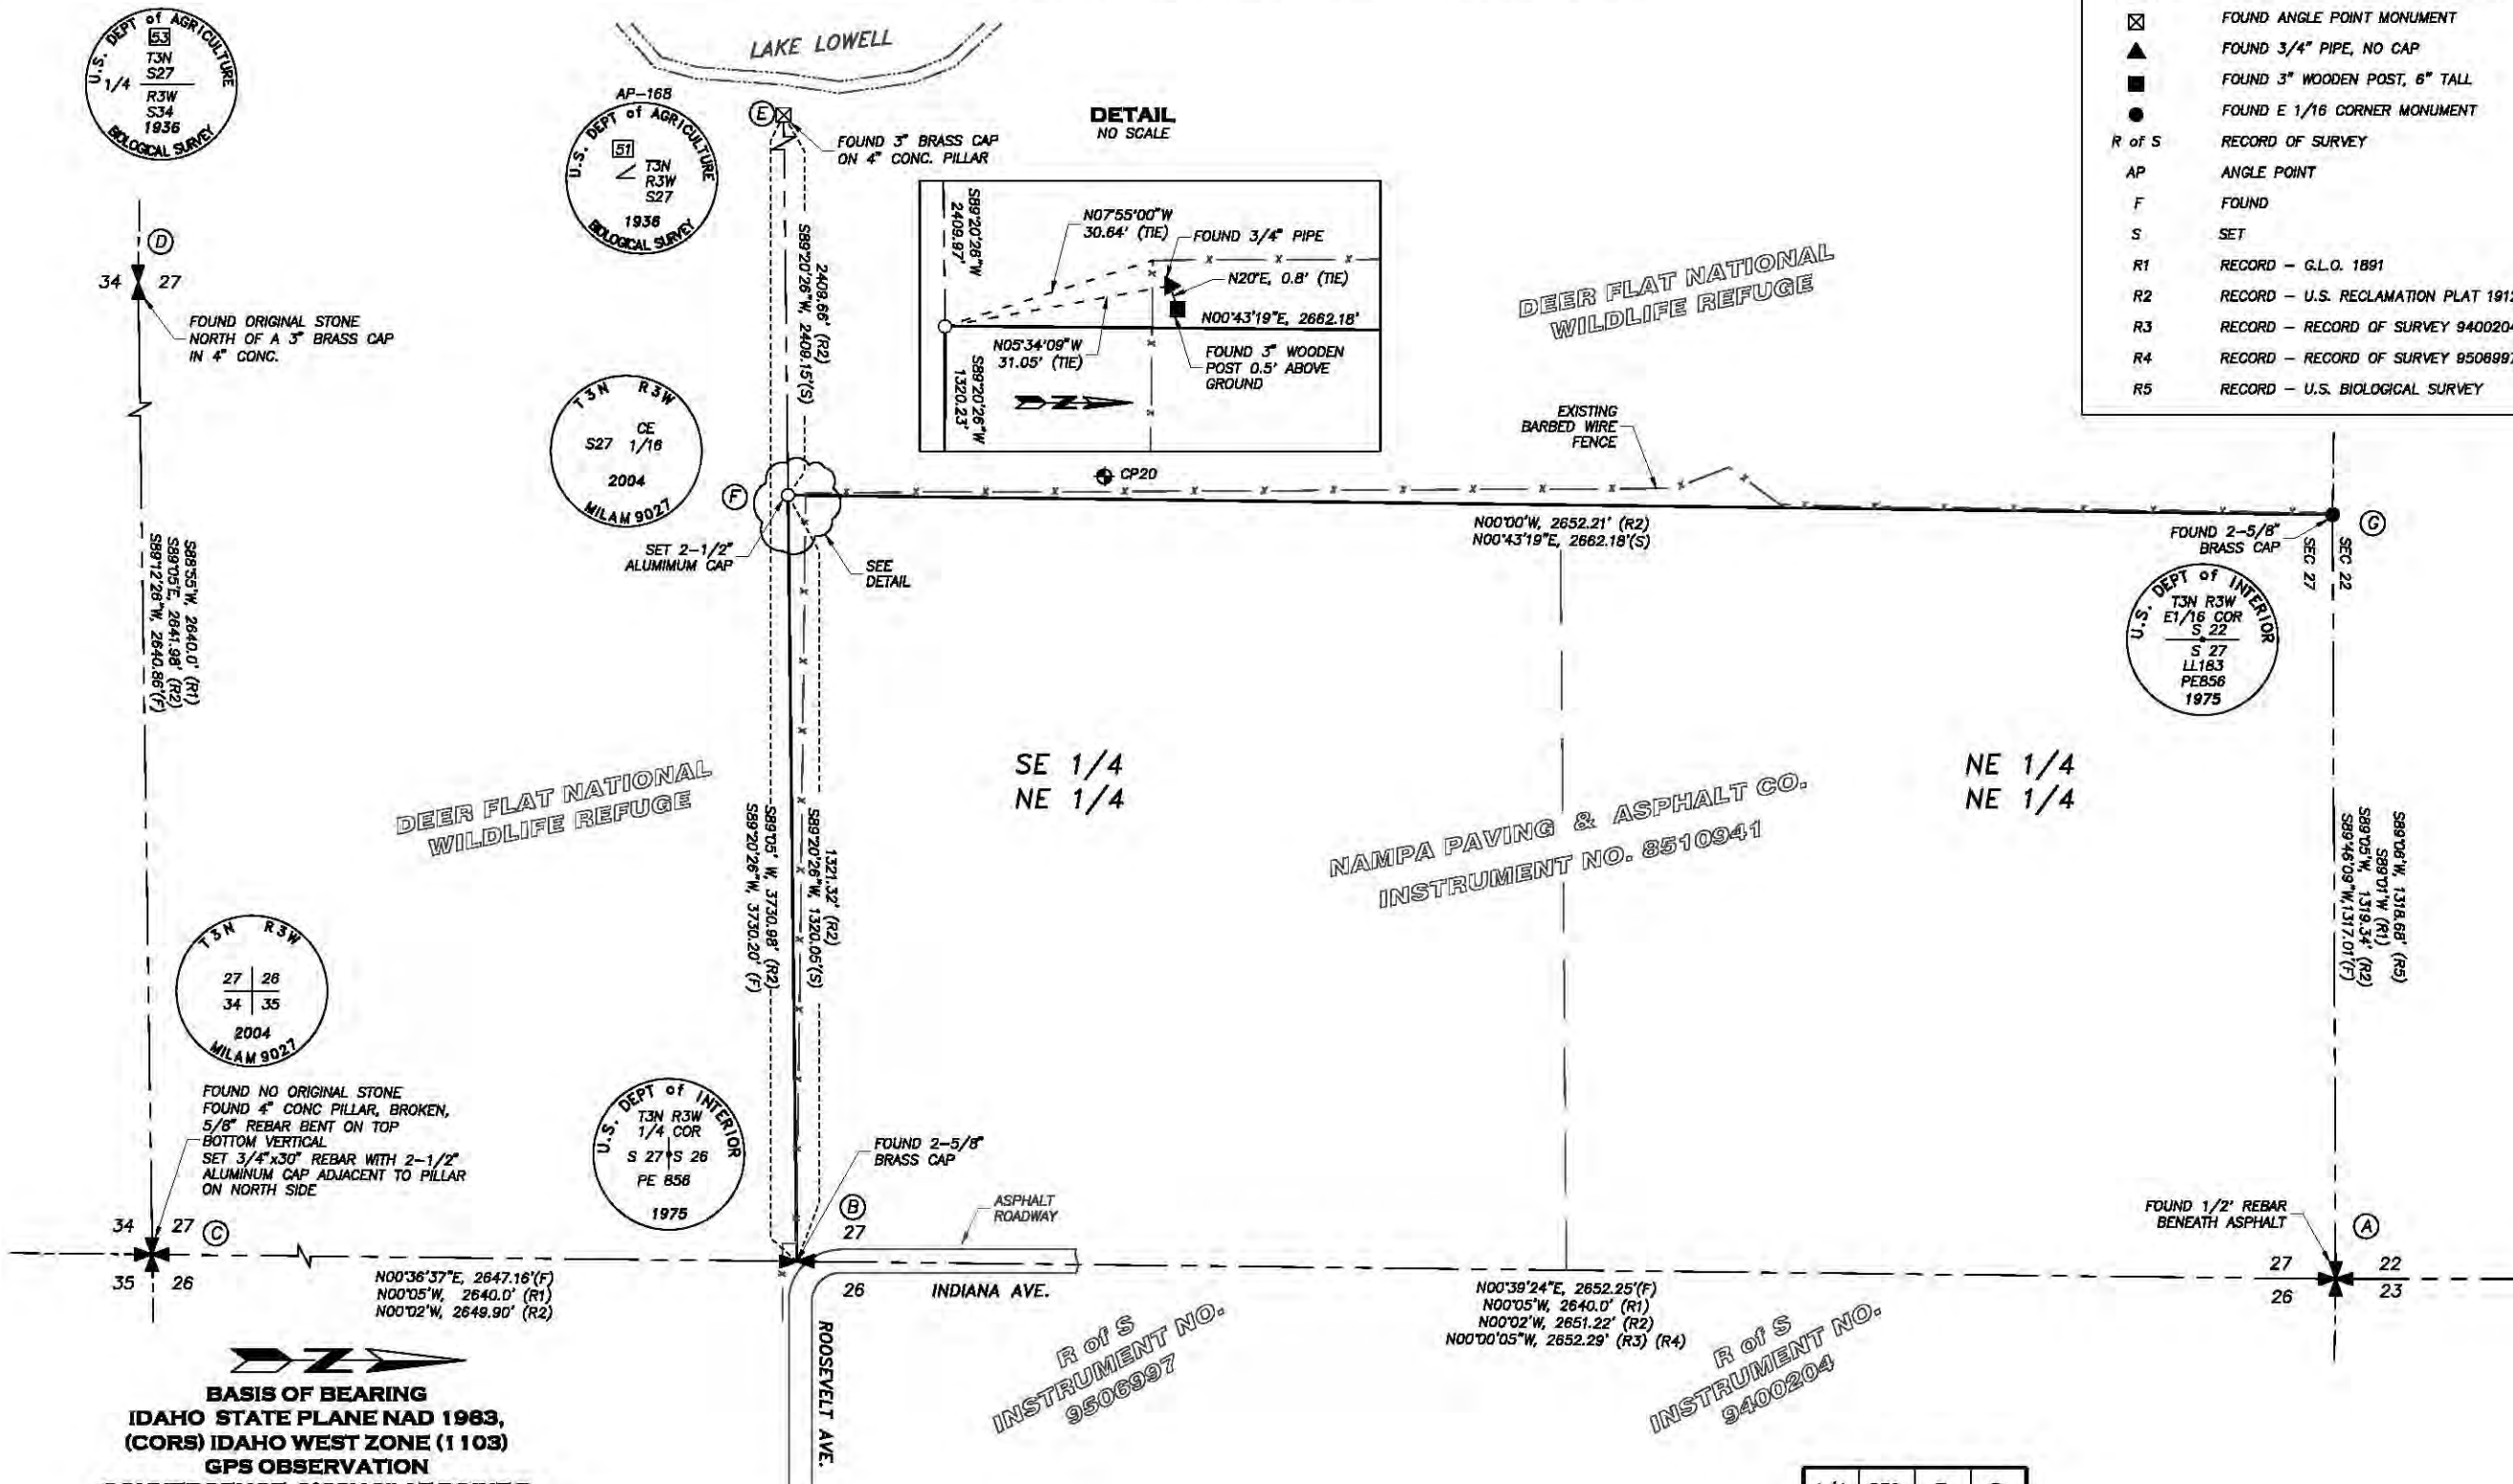 U.S. DEPT of AGRICULTURE
53
T3N
S27
1/4
R3W
S34
1936
BIOLOGICAL SURVEY
LAKE LOWELL
AP-168
U.S. DEPT of AGRICULTURE
51
T3N
R3W
S27
1936
BIOLOGICAL SURVEY
E
FOUND 3" BRASS CAP
ON 4" CONC. PILLAR
DETAIL
NO SCALE
S89°20'26"W
2409.97'
N07°55'00"W
30.64' (TIE)
FOUND 3/4" PIPE
N20°E, 0.8' (TIE)
N00°43'19"E, 2662.18'
N05°34'09"W
31.05' (TIE)
FOUND 3" WOODEN
POST 0.5' ABOVE
GROUND
S89°20'26"W
1320.23'
N
FOUND ANGLE POINT MONUMENT
FOUND 3/4" PIPE, NO CAP
FOUND 3" WOODEN POST, 6" TALL
FOUND E 1/16 CORNER MONUMENT
R of S RECORD OF SURVEY
AP ANGLE POINT
F FOUND
S SET
R1 RECORD - G.L.O. 1891
R2 RECORD - U.S. RECLAMATION PLAT 1912
R3 RECORD - RECORD OF SURVEY 9400204
R4 RECORD - RECORD OF SURVEY 9506997
R5 RECORD - U.S. BIOLOGICAL SURVEY
D
34 27
FOUND ORIGINAL STONE
NORTH OF A 3" BRASS CAP
IN 4" CONC.
2409.66' (R2)
S89°20'26"W, 2409.15'(S)
DEER FLAT NATIONAL
WILDLIFE REFUGE
T3N R3W
CE
S27 1/16
2004
MILAM 9027
F
SET 2-1/2"
ALUMIMUM CAP
SEE
DETAIL
CP20
EXISTING
BARBED WIRE
FENCE
N00°00'W, 2652.21' (R2)
N00°43'19"E, 2662.18'(S)
FOUND 2-5/8"
BRASS CAP
G
SEC 27
SEC 22
U.S. DEPT of INTERIOR
T3N R3W
E1/16 COR
S 22
S 27
LL183
PE856
1975
S88°55'W, 2640.0' (R1)
S89°05'E, 2641.98' (R2)
S89°12'26"W, 2640.86'(F)
DEER FLAT NATIONAL
WILDLIFE REFUGE
SE 1/4
NE 1/4
NE 1/4
NE 1/4
NAMPA PAVING & ASPHALT CO.
INSTRUMENT NO. 8510941
1321.32' (R2)
S89°20'26"W, 1320.05'(S)
S89°05' W, 3730.98' (R2)
S89°20'26"W, 3730.20' (F)
S89°06'W, 1318.68' (R5)
S89°01'W (R1)
S89°05'W, 1319.34' (R2)
S89°46'09"W, 1317.01'(F)
T3N R3W
27 26
34 35
2004
MILAM 9027
FOUND NO ORIGINAL STONE
FOUND 4" CONC PILLAR, BROKEN,
5/8" REBAR BENT ON TOP
BOTTOM VERTICAL
SET 3/4"x30" REBAR WITH 2-1/2"
ALUMINUM CAP ADJACENT TO PILLAR
ON NORTH SIDE
34 27 C
35 26
U.S. DEPT of INTERIOR
T3N R3W
1/4 COR
S 27 S 26
PE 856
1975
FOUND 2-5/8"
BRASS CAP
B
27
26
ASPHALT
ROADWAY
INDIANA AVE.
ROOSEVELT AVE.
FOUND 1/2' REBAR
BENEATH ASPHALT
A
27 22
26 23
N00°36'37"E, 2647.16'(F)
N00°05'W, 2640.0' (R1)
N00°02'W, 2649.90' (R2)
N00°39'24"E, 2652.25'(F)
N00°05'W, 2640.0' (R1)
N00°02'W, 2651.22' (R2)
N00°00'05"W, 2652.29' (R3) (R4)
R of S
INSTRUMENT NO.
9506997
R of S
INSTRUMENT NO.
9400204
N
BASIS OF BEARING
IDAHO STATE PLANE NAD 1983,
(CORS) IDAHO WEST ZONE (1103)
GPS OBSERVATION